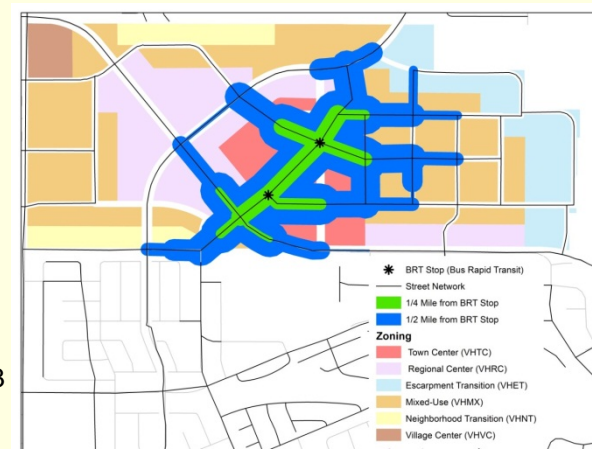 3
BRT Stop (Bus Rapid Transit)
Street Network
1/4 Mile from BRT Stop
1/2 Mile from BRT Stop
Zoning
Town Center (VHTC)
Regional Center (VHRC)
Escarpment Transition (VHET)
Mixed-Use (VHMX)
Neighborhood Transition (VHNT)
Village Center (VHVC)